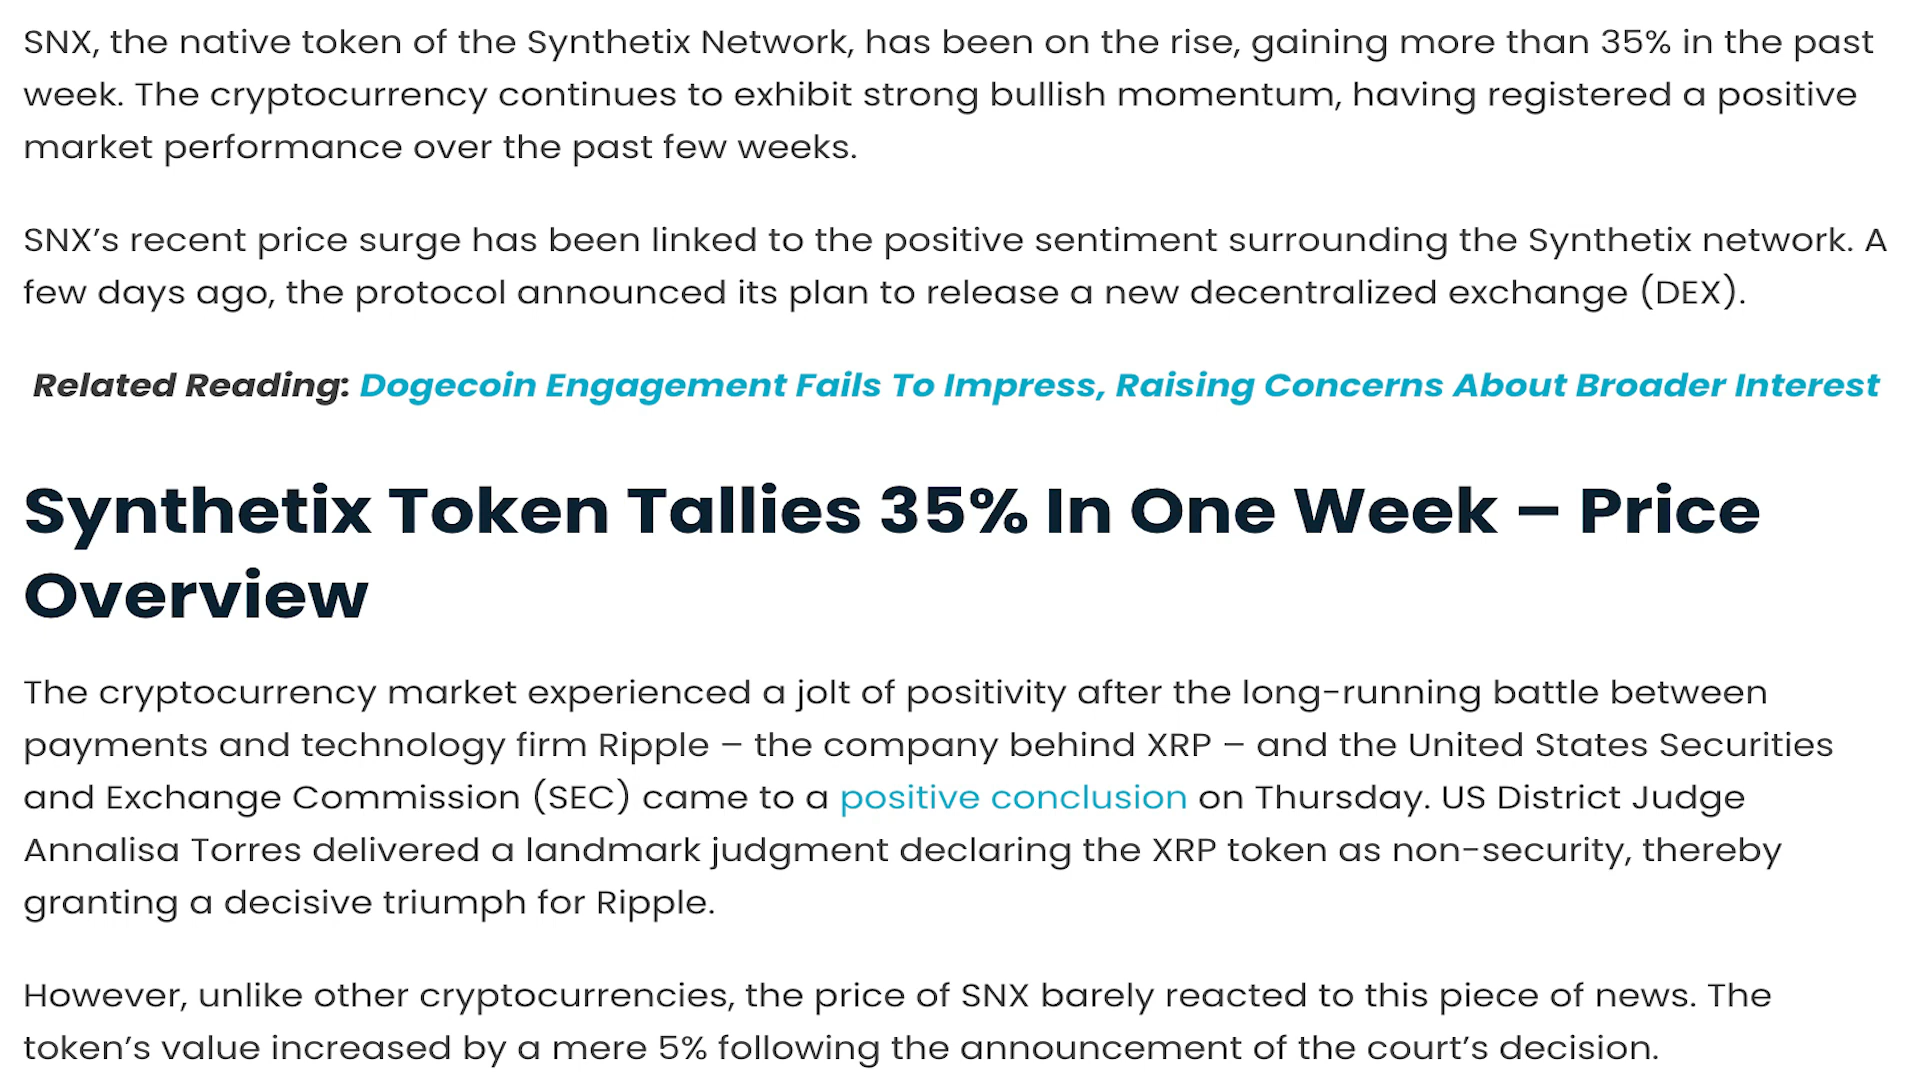 SNX, the native token of the Synthetix Network, has been on the rise, gaining more than 35% in the past
week. The cryptocurrency continues to exhibit strong bullish momentum, having registered a positive
market performance over the past few weeks.
SNX’s recent price surge has been linked to the positive sentiment surrounding the Synthetix network. A
few days ago, the protocol announced its plan to release a new decentralized exchange (DEX).
Related Reading: Dogecoin Engagement Fails To Impress, Raising Concerns About Broader Interest
Synthetix Token Tallies 35% In One Week – Price
Overview
The cryptocurrency market experienced a jolt of positivity after the long-running battle between
payments and technology firm Ripple – the company behind XRP – and the United States Securities
and Exchange Commission (SEC) came to a positive conclusion on Thursday. US District Judge
Annalisa Torres delivered a landmark judgment declaring the XRP token as non-security, thereby
granting a decisive triumph for Ripple.
However, unlike other cryptocurrencies, the price of SNX barely reacted to this piece of news. The
token’s value increased by a mere 5% following the announcement of the court’s decision.